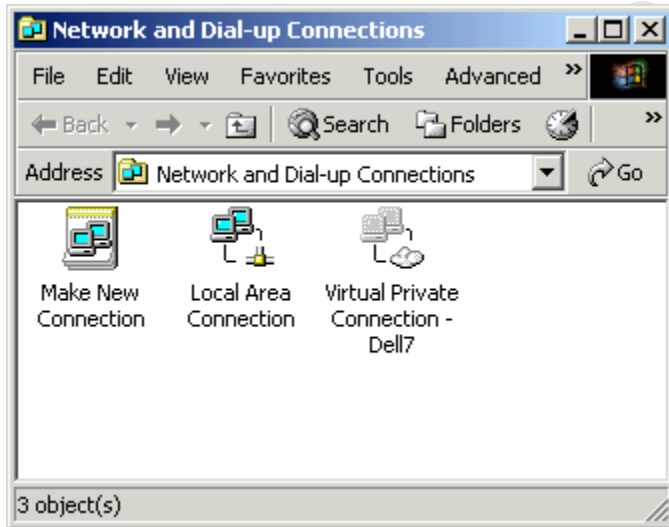 Network and Dial-up Connections
File Edit View Favorites Tools Advanced »
Back Search Folders »
Address Network and Dial-up Connections Go
Make New Connection
Local Area Connection
Virtual Private Connection - Dell7
3 object(s)